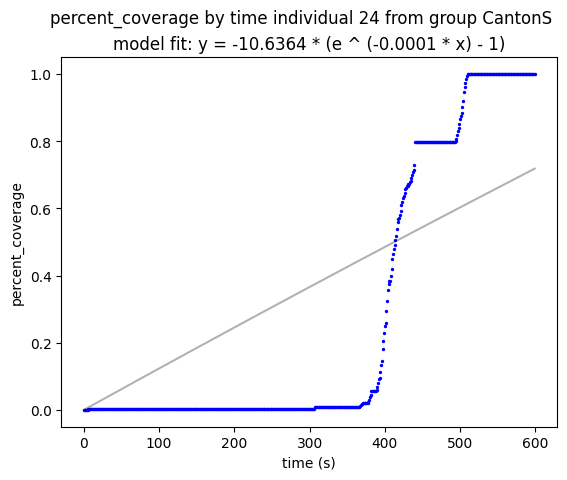 percent_coverage by time individual 24 from group CantonS
model fit: y = -10.6364 * (e ^ (-0.0001 * x) - 1)
1.0
0.8
0.6
0.4
0.2
0.0
percent_coverage
0 100 200 300 400 500 600
time (s)